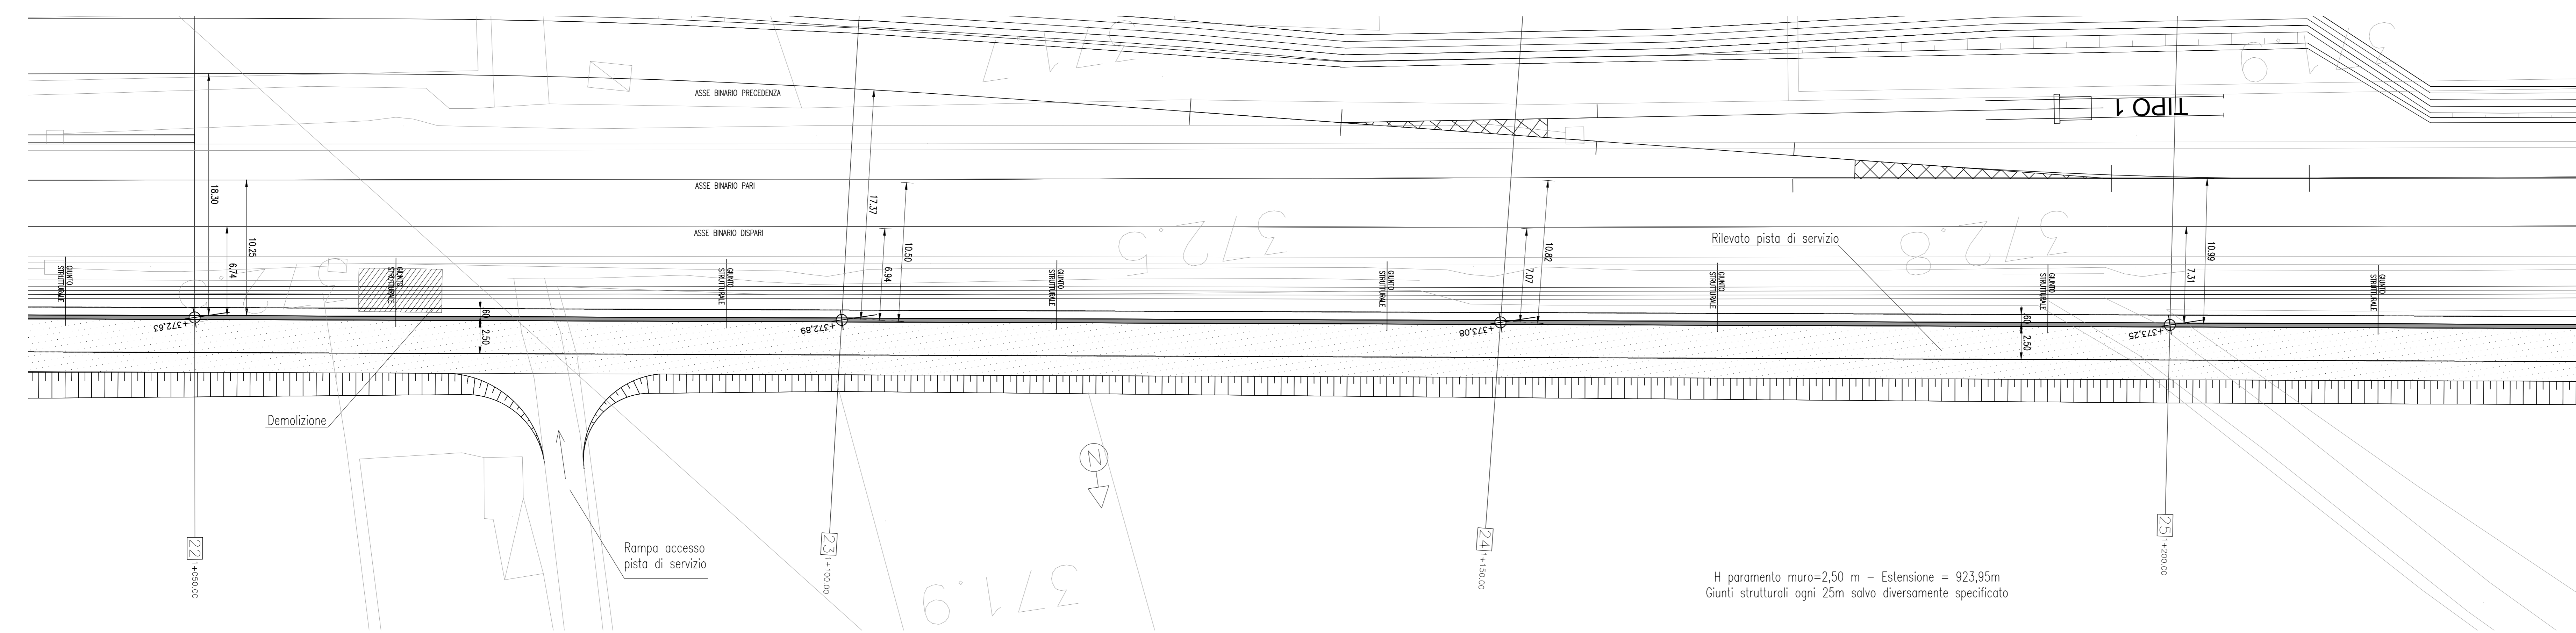 371.7
371.9
ASSE BINARIO PRECEDENZA
TIPO 1
18.30
10.25
6.74
ASSE BINARIO PARI
ASSE BINARIO DISPARI
17.37
10.50
6.94
372.5
10.82
7.07
Rilevato pista di servizio
372.8
10.99
7.31
GIUNTO
STRUTTURALE
GIUNTO
STRUTTURALE
GIUNTO
STRUTTURALE
GIUNTO
STRUTTURALE
GIUNTO
STRUTTURALE
GIUNTO
STRUTTURALE
GIUNTO
STRUTTURALE
GIUNTO
STRUTTURALE
+372,63
.60
2.50
+372,89
+373,08
.60
2.50
+373,25
Demolizione
N
22
1+050.00
23
1+100.00
24
1+150.00
25
1+200.00
Rampa accesso
pista di servizio
371.9
H paramento muro=2,50 m - Estensione = 923,95m
Giunti strutturali ogni 25m salvo diversamente specificato